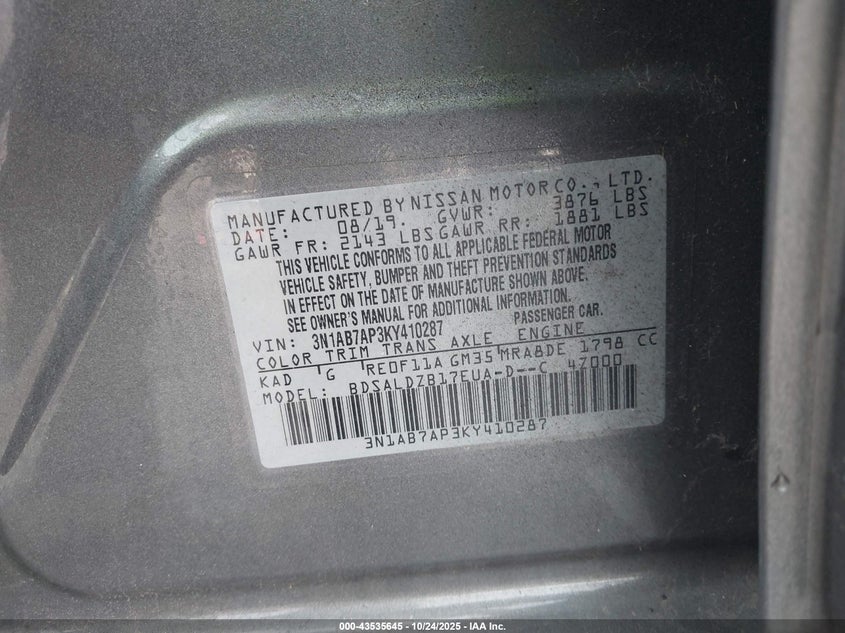 MANUFACTURED BY NISSAN MOTOR CO., LTD.
DATE: 08/19. GVWR: 3876 LBS
GAWR FR: 2143 LBS GAWR RR: 1881 LBS
THIS VEHICLE CONFORMS TO ALL APPLICABLE FEDERAL MOTOR
VEHICLE SAFETY, BUMPER AND THEFT PREVENTION STANDARDS
IN EFFECT ON THE DATE OF MANUFACTURE SHOWN ABOVE.
SEE OWNER'S MANUAL FOR ADDITIONAL INFORMATION.
VIN: 3N1AB7AP3KY410287 PASSENGER CAR.
COLOR TRIM TRANS AXLE ENGINE
KAD G RE0F11A GM35 MRA8DE 1798 CC
MODEL: BDSALDZB17EUA-D--C 47000
3N1AB7AP3KY410287
000-43535645 - 10/24/2025 - IAA Inc.